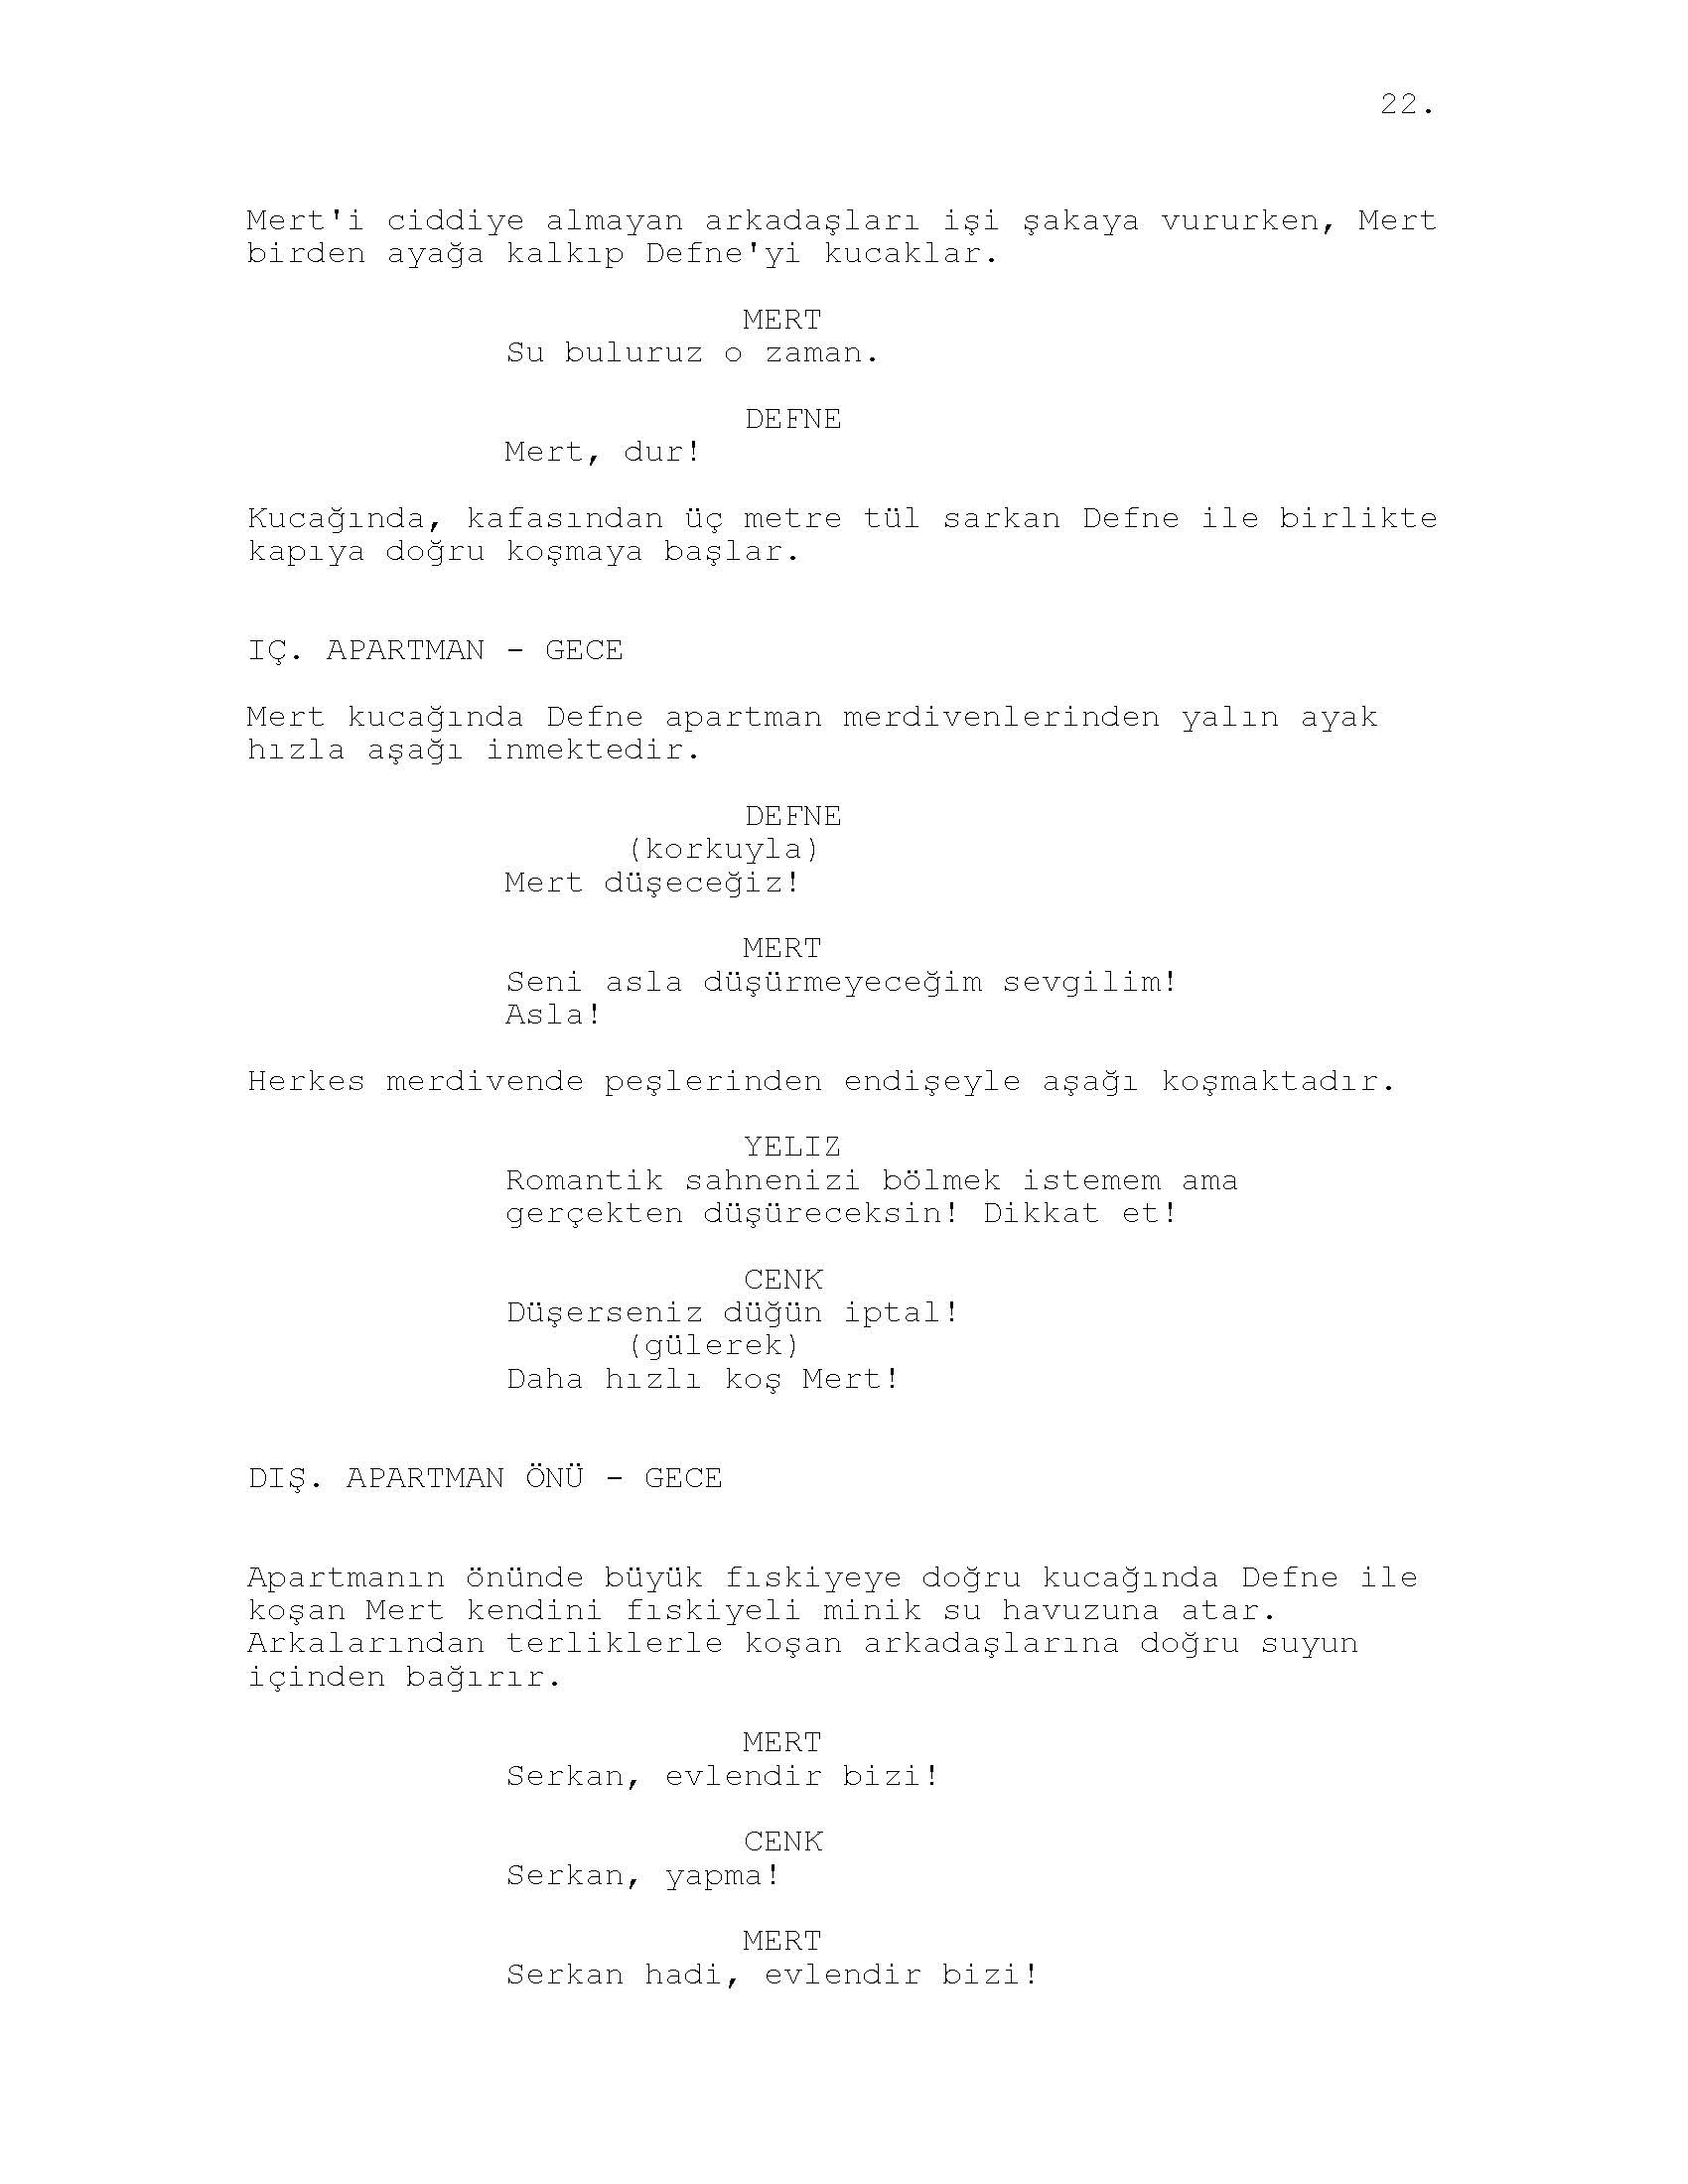 22.
Mert'i ciddiye almayan arkadaşları işi şakaya vururken, Mert
birden ayağa kalkıp Defne'yi kucaklar.
MERT
Su buluruz o zaman.
DEFNE
Mert, dur!
Kucağında, kafasından üç metre tül sarkan Defne ile birlikte
kapıya doğru koşmaya başlar.
IÇ. APARTMAN - GECE
Mert kucağında Defne apartman merdivenlerinden yalın ayak
hızla aşağı inmektedir.
DEFNE
(korkuyla)
Mert düşeceğiz!
MERT
Seni asla düşürmeyeceğim sevgilim!
Asla!
Herkes merdivende peşlerinden endişeyle aşağı koşmaktadır.
YELIZ
Romantik sahnenizi bölmek istemem ama
gerçekten düşüreceksin! Dikkat et!
CENK
Düşerseniz düğün iptal!
(gülerek)
Daha hızlı koş Mert!
DIŞ. APARTMAN ÖNÜ - GECE
Apartmanın önünde büyük fıskiyeye doğru kucağında Defne ile
koşan Mert kendini fıskiyeli minik su havuzuna atar.
Arkalarından terliklerle koşan arkadaşlarına doğru suyun
içinden bağırır.
MERT
Serkan, evlendir bizi!
CENK
Serkan, yapma!
MERT
Serkan hadi, evlendir bizi!